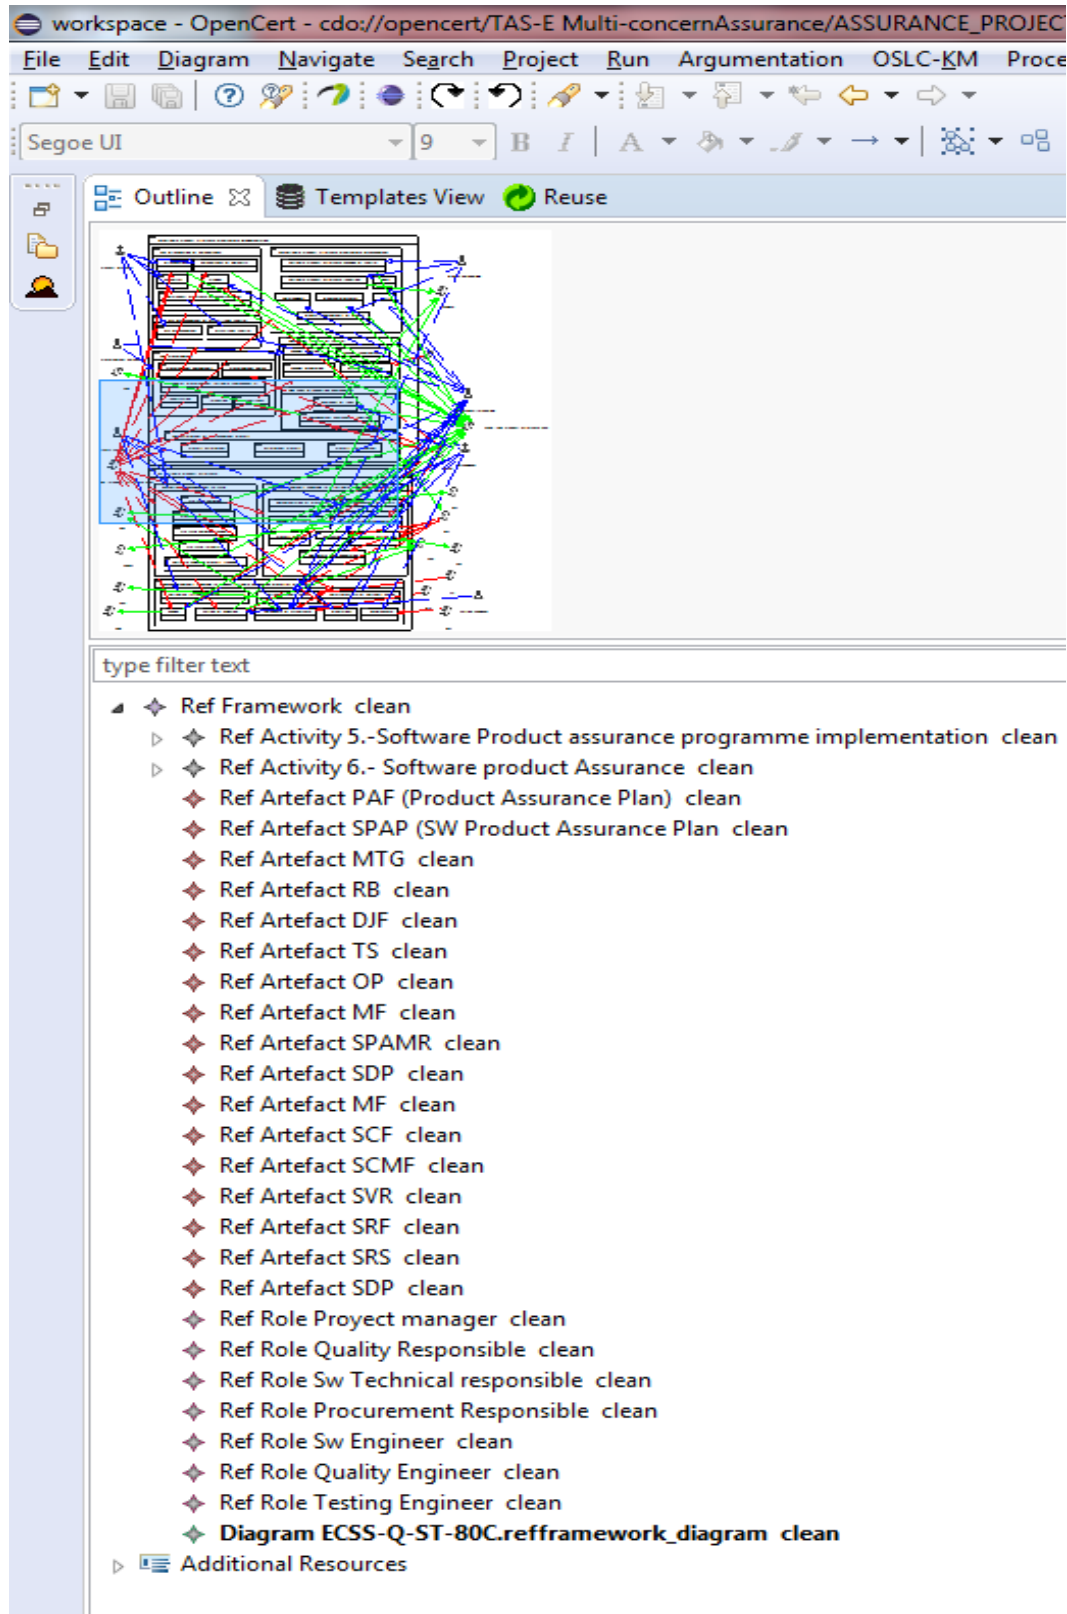 workspace - OpenCert - cdo://opencert/TAS-E Multi-concernAssurance/ASSURANCE_PROJECT
File Edit Diagram Navigate Search Project Run Argumentation OSLC-KM Proce
Segoe UI 9 B I A
Outline Templates View Reuse
type filter text
Ref Framework clean
Ref Activity 5.-Software Product assurance programme implementation clean
Ref Activity 6.- Software product Assurance clean
Ref Artefact PAF (Product Assurance Plan) clean
Ref Artefact SPAP (SW Product Assurance Plan clean
Ref Artefact MTG clean
Ref Artefact RB clean
Ref Artefact DJF clean
Ref Artefact TS clean
Ref Artefact OP clean
Ref Artefact MF clean
Ref Artefact SPAMR clean
Ref Artefact SDP clean
Ref Artefact MF clean
Ref Artefact SCF clean
Ref Artefact SCMF clean
Ref Artefact SVR clean
Ref Artefact SRF clean
Ref Artefact SRS clean
Ref Artefact SDP clean
Ref Role Proyect manager clean
Ref Role Quality Responsible clean
Ref Role Sw Technical responsible clean
Ref Role Procurement Responsible clean
Ref Role Sw Engineer clean
Ref Role Quality Engineer clean
Ref Role Testing Engineer clean
Diagram ECSS-Q-ST-80C.refframework_diagram clean
Additional Resources